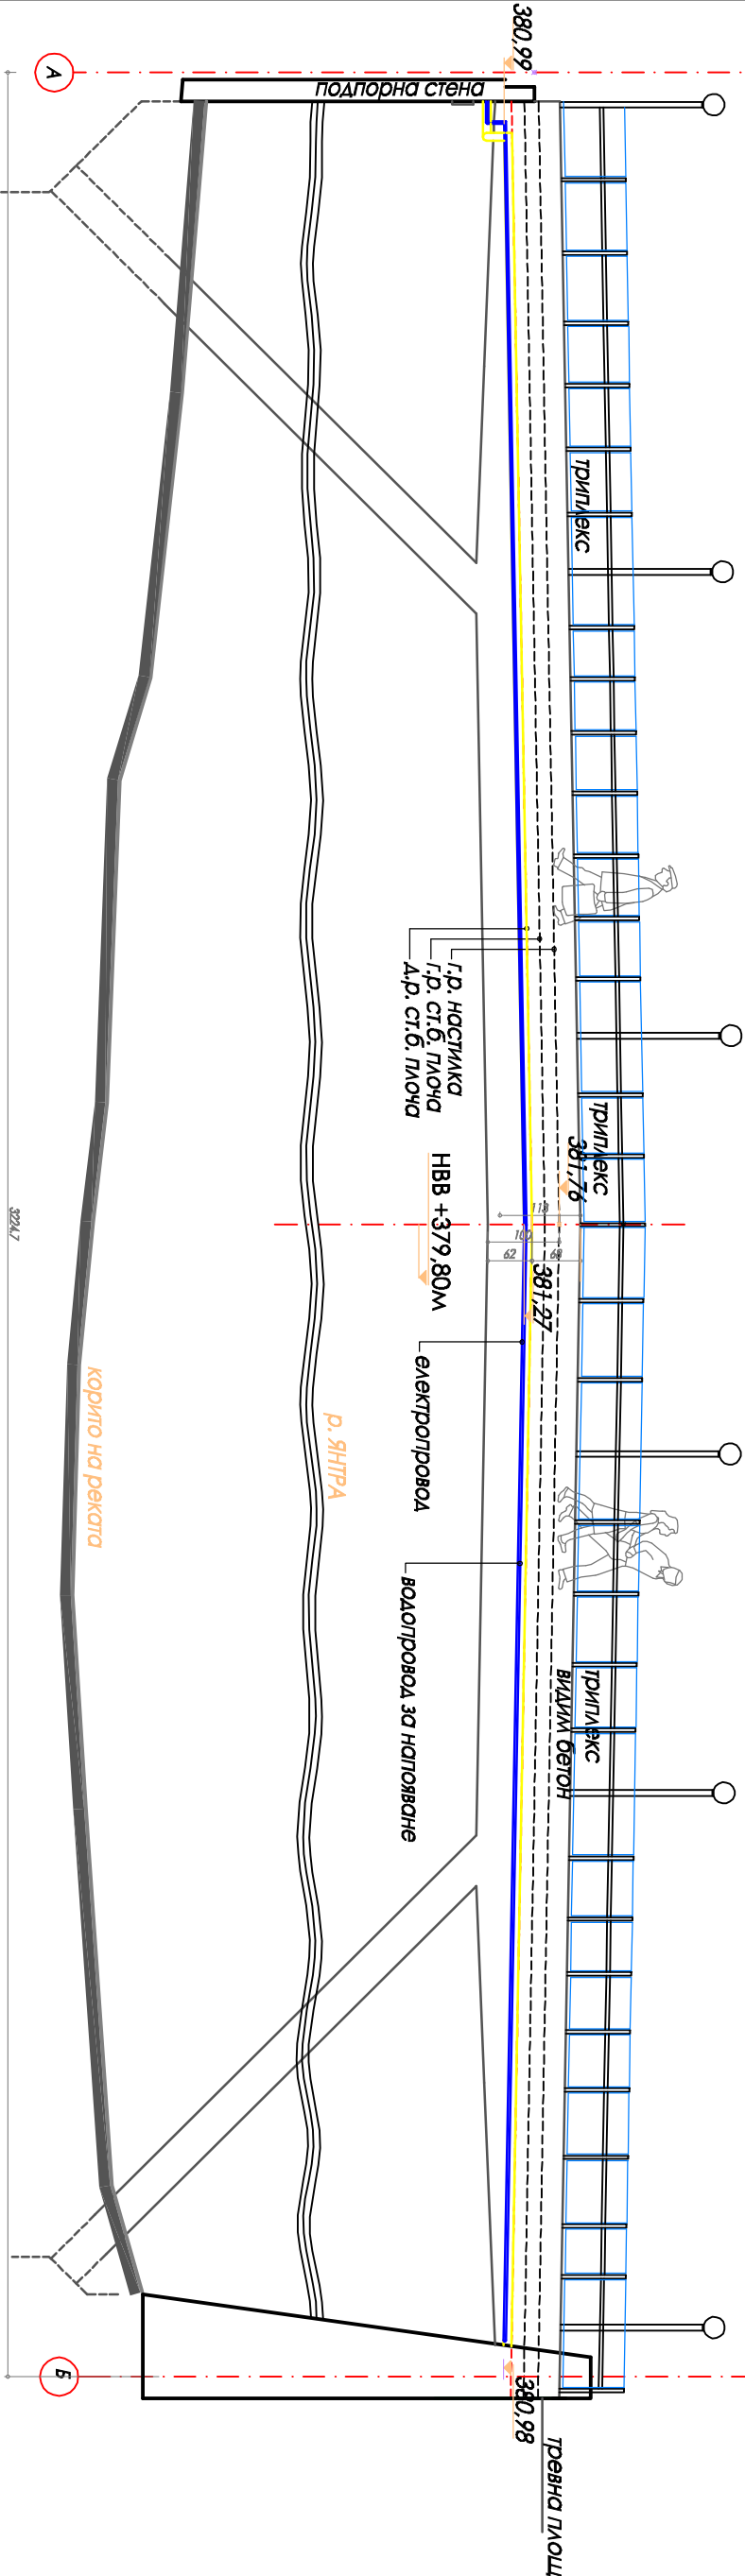 380,99
А
подпорна стена
триплекс
г.р. настилка
г.р. ст.б. плоча
д.р. ст.б. плоча
триплекс
381,76
118
100
62
68
НВВ +379,80м
381,27
3224,7
електропровод
р. ЯНТРА
корито на реката
водопровод за напояване
триплекс
видим бетон
Б
380,98
тревна площ